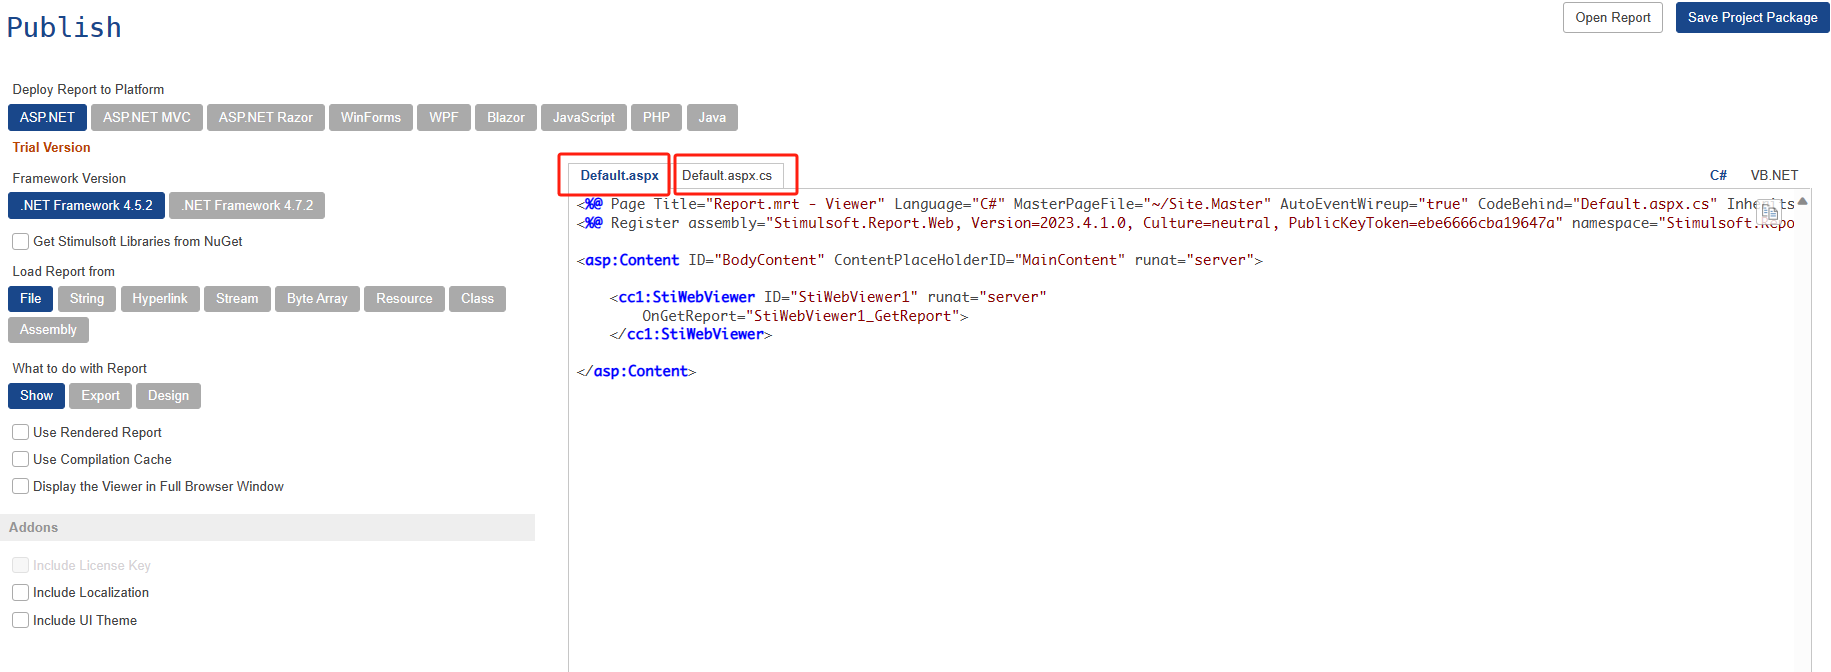 Publish
Open Report
Save Project Package
Deploy Report to Platform
ASP.NET
ASP.NET MVC
ASP.NET Razor
WinForms
WPF
Blazor
JavaScript
PHP
Java
Trial Version
Framework Version
.NET Framework 4.5.2
.NET Framework 4.7.2
Get Stimulsoft Libraries from NuGet
Load Report from
File
String
Hyperlink
Stream
Byte Array
Resource
Class
Assembly
What to do with Report
Show
Export
Design
Use Rendered Report
Use Compilation Cache
Display the Viewer in Full Browser Window
Addons
Include License Key
Include Localization
Include UI Theme
Default.aspx
Default.aspx.cs
C#
VB.NET
<%@ Page Title="Report.mrt - Viewer" Language="C#" MasterPageFile="~/Site.Master" AutoEventWireup="true" CodeBehind="Default.aspx.cs" Inherits
<%@ Register assembly="Stimulsoft.Report.Web, Version=2023.4.1.0, Culture=neutral, PublicKeyToken=ebe6666cba19647a" namespace="Stimulsoft.Repo
<asp:Content ID="BodyContent" ContentPlaceHolderID="MainContent" runat="server">
<cc1:StiWebViewer ID="StiWebViewer1" runat="server"
OnGetReport="StiWebViewer1_GetReport">
</cc1:StiWebViewer>
</asp:Content>